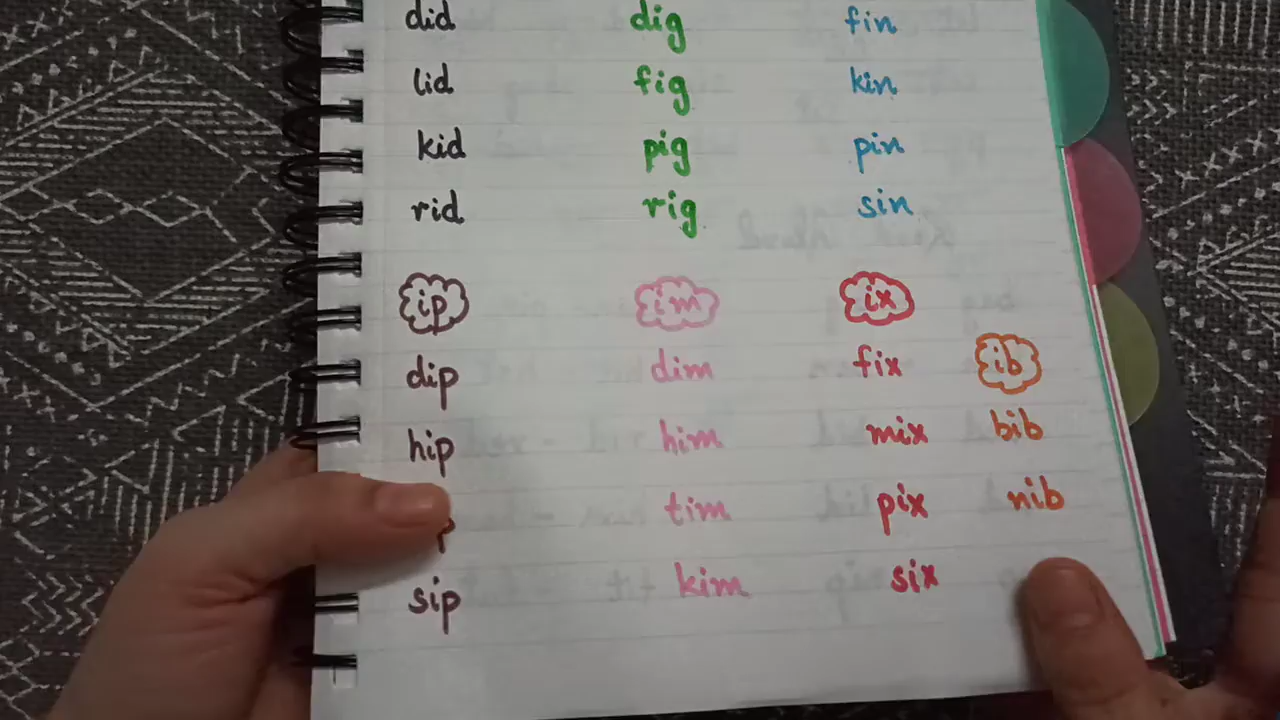 did dig fin
lid fig kin
kid pig pin
rid rig sin
ip im ix
dip dim fix ib
hip him mix bib
tim pix nib
sip kim six